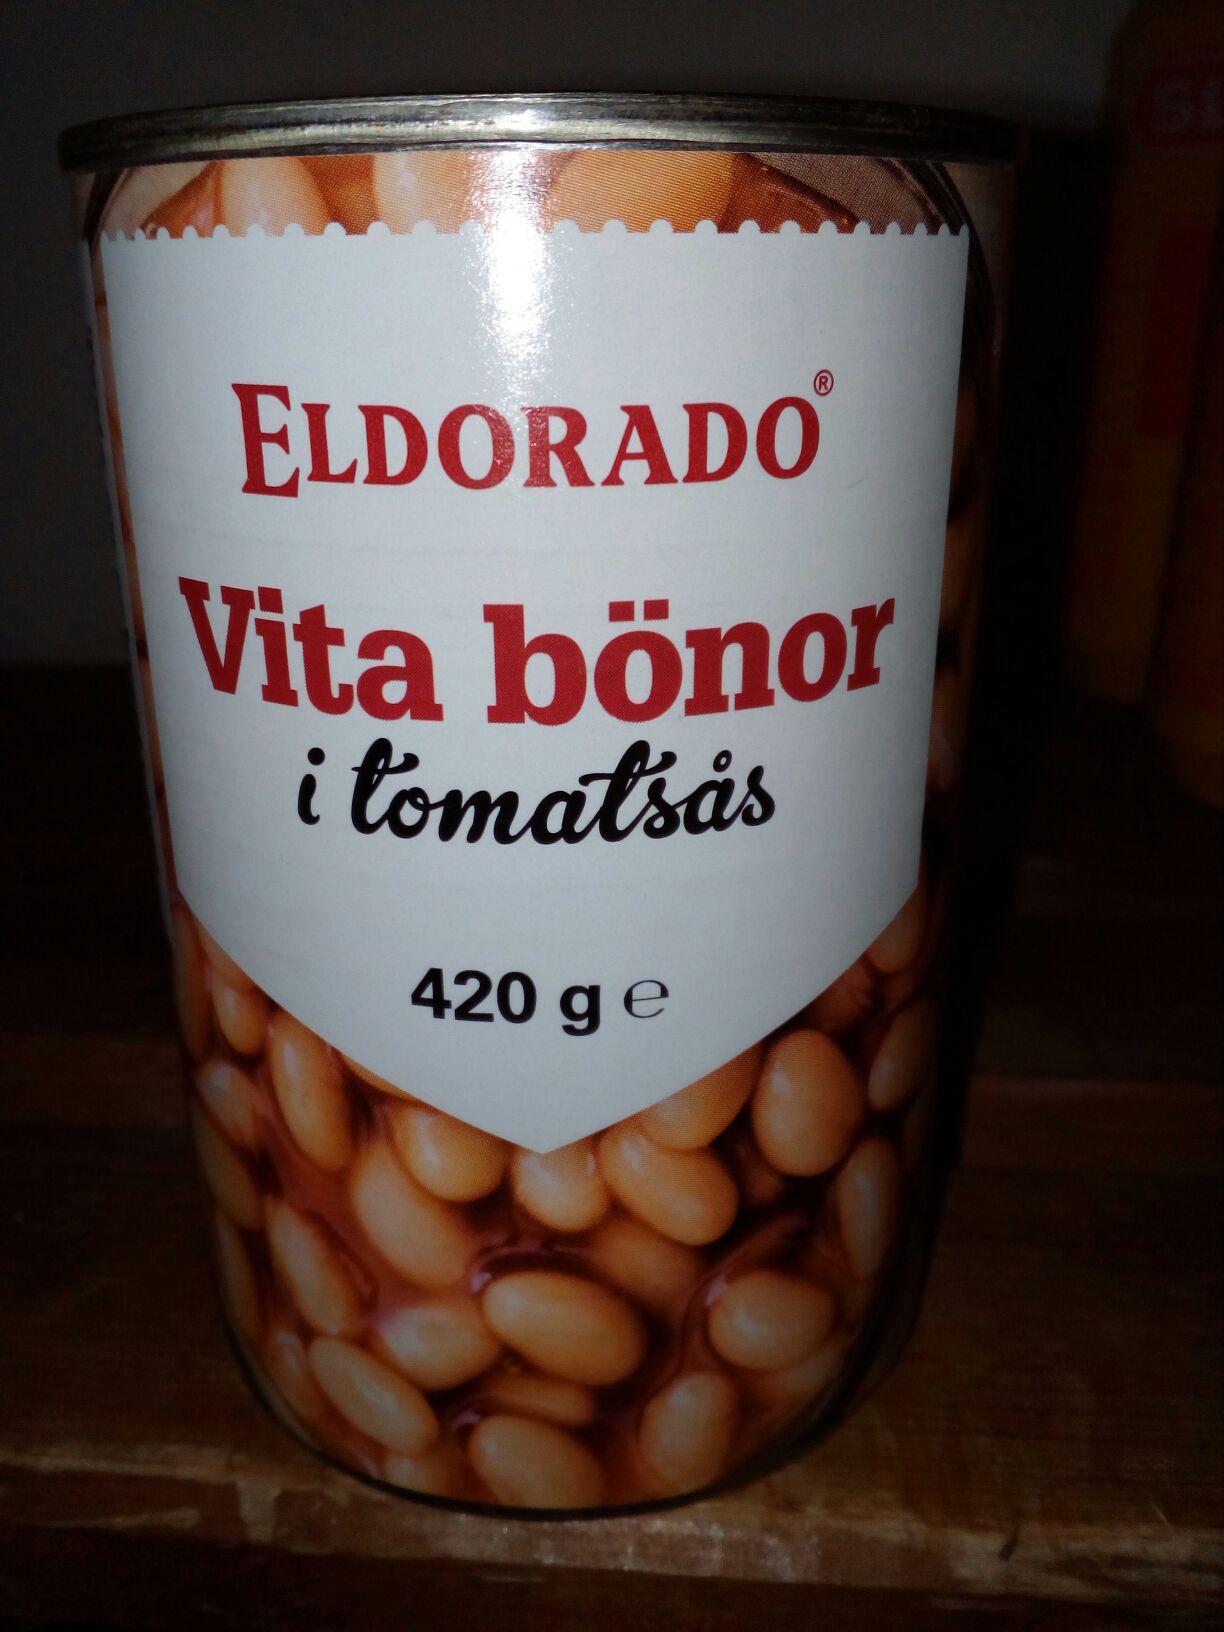 ELDORADO®
Vita bönor
i tomatsås
420 g ℮